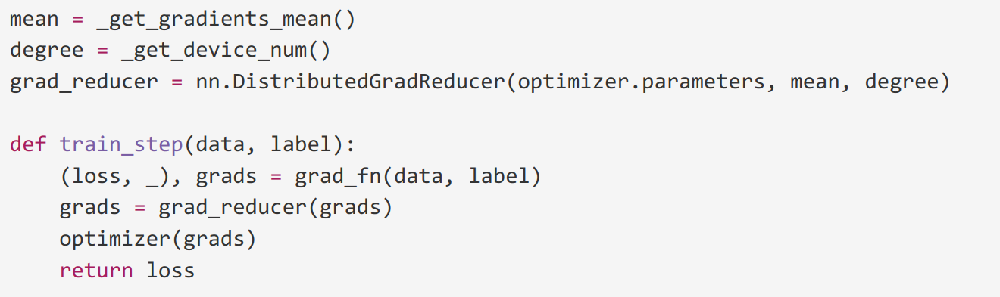 mean = _get_gradients_mean()
degree = _get_device_num()
grad_reducer = nn.DistributedGradReducer(optimizer.parameters, mean, degree)

def train_step(data, label):
    (loss, _), grads = grad_fn(data, label)
    grads = grad_reducer(grads)
    optimizer(grads)
    return loss